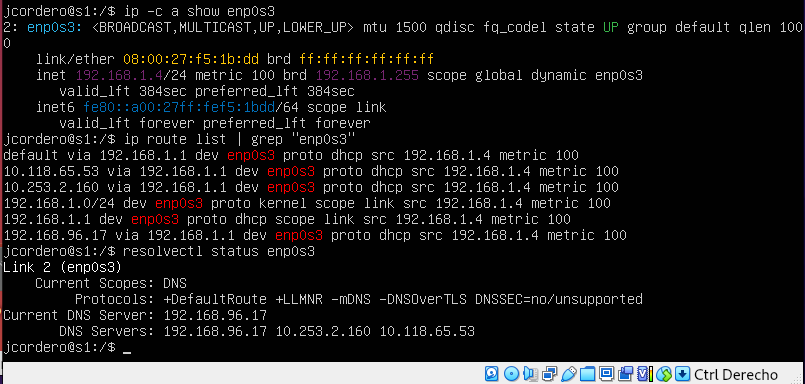 jcordero@s1:/$ ip -c a show enp0s3
2: enp0s3: <BROADCAST,MULTICAST,UP,LOWER_UP> mtu 1500 qdisc fq_codel state UP group default qlen 100
0
    link/ether 08:00:27:f5:1b:dd brd ff:ff:ff:ff:ff:ff
    inet 192.168.1.4/24 metric 100 brd 192.168.1.255 scope global dynamic enp0s3
       valid_lft 384sec preferred_lft 384sec
    inet6 fe80::a00:27ff:fef5:1bdd/64 scope link
       valid_lft forever preferred_lft forever
jcordero@s1:/$ ip route list | grep "enp0s3"
default via 192.168.1.1 dev enp0s3 proto dhcp src 192.168.1.4 metric 100
10.118.65.53 via 192.168.1.1 dev enp0s3 proto dhcp src 192.168.1.4 metric 100
10.253.2.160 via 192.168.1.1 dev enp0s3 proto dhcp src 192.168.1.4 metric 100
192.168.1.0/24 dev enp0s3 proto kernel scope link src 192.168.1.4 metric 100
192.168.1.1 dev enp0s3 proto dhcp scope link src 192.168.1.4 metric 100
192.168.96.17 via 192.168.1.1 dev enp0s3 proto dhcp src 192.168.1.4 metric 100
jcordero@s1:/$ resolvectl status enp0s3
Link 2 (enp0s3)
    Current Scopes: DNS
         Protocols: +DefaultRoute +LLMNR -mDNS -DNSOverTLS DNSSEC=no/unsupported
Current DNS Server: 192.168.96.17
       DNS Servers: 192.168.96.17 10.253.2.160 10.118.65.53
jcordero@s1:/$ _
Ctrl Derecho